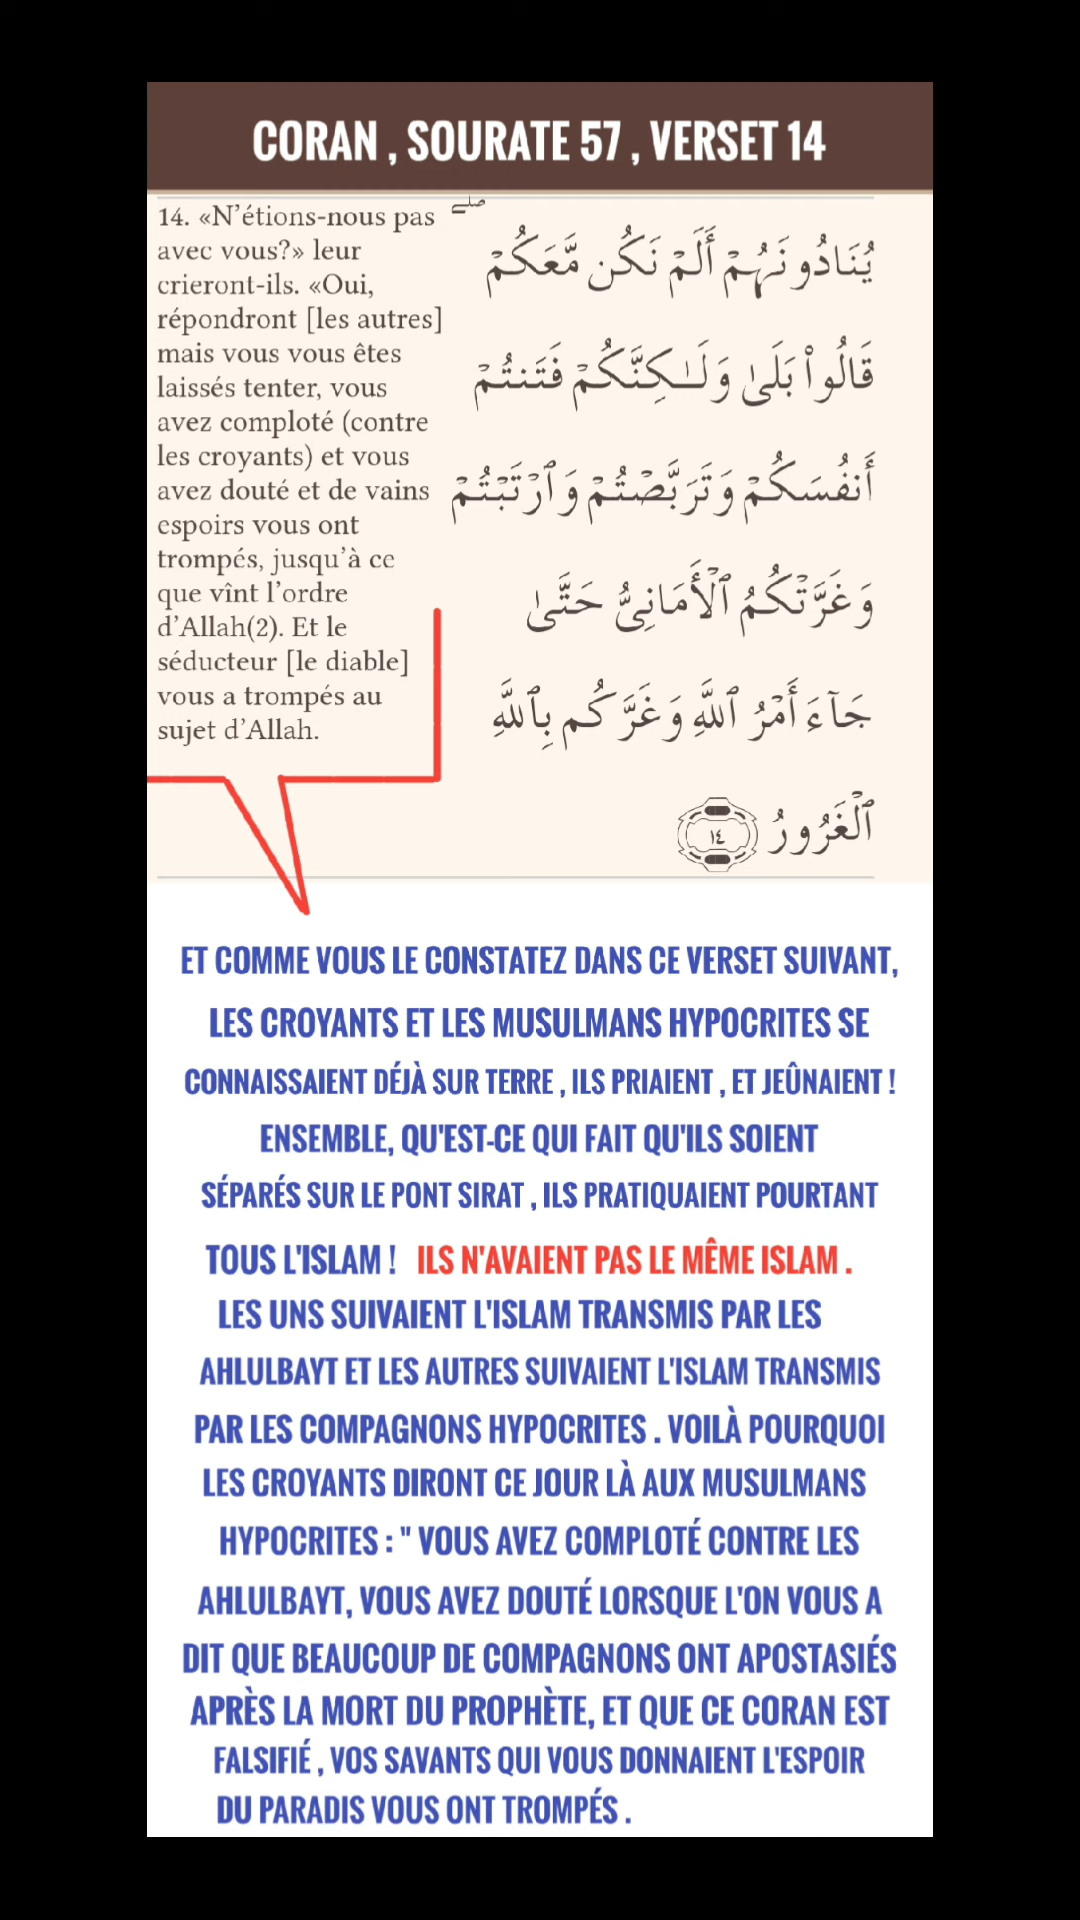 CORAN , SOURATE 57 , VERSET 14
14. «N’étions-nous pas
avec vous?» leur
crieront-ils. «Oui,
répondront [les autres]
mais vous vous êtes
laissés tenter, vous
avez comploté (contre
les croyants) et vous
avez douté et de vains
espoirs vous ont
trompés, jusqu’à ce
que vînt l’ordre
d’Allah(2). Et le
séducteur [le diable]
vous a trompés au
sujet d’Allah.
ۖ
يُنَادُونَهُمْ أَلَمْ نَكُن مَّعَكُمْ
قَالُوا۟ بَلَىٰ وَلَـٰكِنَّكُمْ فَتَنتُمْ
أَنفُسَكُمْ وَتَرَبَّصْتُمْ وَٱرْتَبْتُمْ
وَغَرَّتْكُمُ ٱلْأَمَانِىُّ حَتَّىٰ
جَآءَ أَمْرُ ٱللَّهِ وَغَرَّكُم بِٱللَّهِ
ٱلْغَرُورُ ١٤
ET COMME VOUS LE CONSTATEZ DANS CE VERSET SUIVANT,
LES CROYANTS ET LES MUSULMANS HYPOCRITES SE
CONNAISSAIENT DÉJÀ SUR TERRE , ILS PRIAIENT , ET JEÛNAIENT !
ENSEMBLE, QU'EST-CE QUI FAIT QU'ILS SOIENT
SÉPARÉS SUR LE PONT SIRAT , ILS PRATIQUAIENT POURTANT
TOUS L'ISLAM ! ILS N'AVAIENT PAS LE MÊME ISLAM .
LES UNS SUIVAIENT L'ISLAM TRANSMIS PAR LES
AHLULBAYT ET LES AUTRES SUIVAIENT L'ISLAM TRANSMIS
PAR LES COMPAGNONS HYPOCRITES . VOILÀ POURQUOI
LES CROYANTS DIRONT CE JOUR LÀ AUX MUSULMANS
HYPOCRITES : " VOUS AVEZ COMPLOTÉ CONTRE LES
AHLULBAYT, VOUS AVEZ DOUTÉ LORSQUE L'ON VOUS A
DIT QUE BEAUCOUP DE COMPAGNONS ONT APOSTASIÉS
APRÈS LA MORT DU PROPHÈTE, ET QUE CE CORAN EST
FALSIFIÉ , VOS SAVANTS QUI VOUS DONNAIENT L'ESPOIR
DU PARADIS VOUS ONT TROMPÉS .